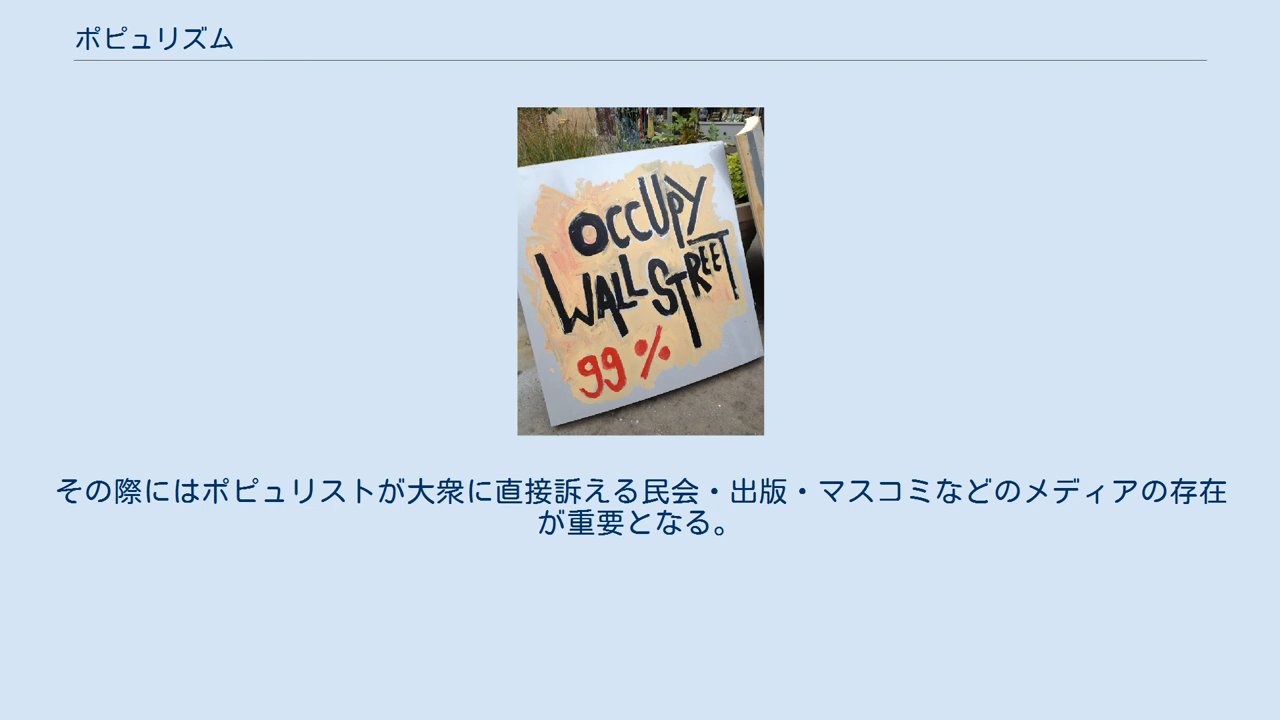 ポピュリズム
OCCUPY
WALL STREET
99%
その際にはポピュリストが大衆に直接訴える民会・出版・マスコミなどのメディアの存在
が重要となる。